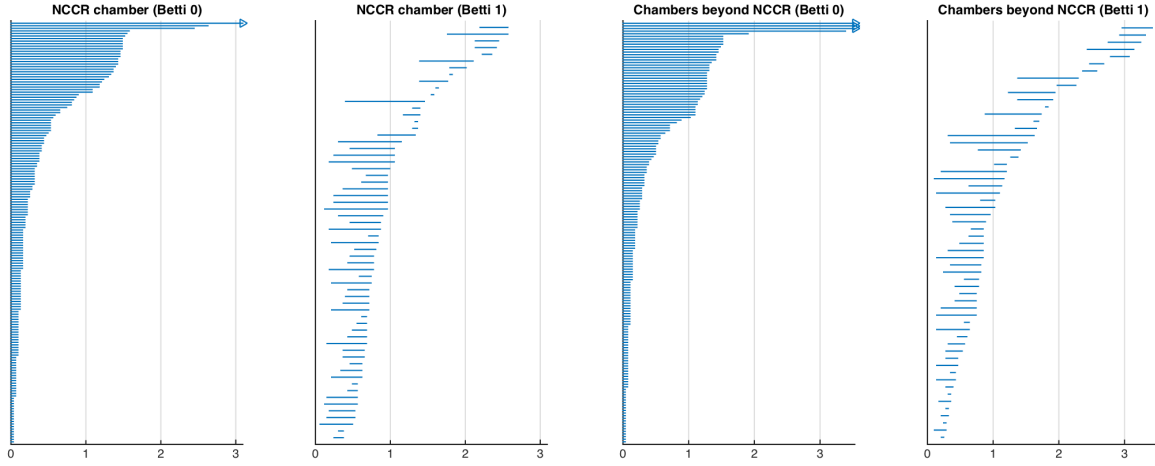 NCCR chamber (Betti 0)
0 1 2 3
NCCR chamber (Betti 1)
0 1 2 3
Chambers beyond NCCR (Betti 0)
0 1 2 3
Chambers beyond NCCR (Betti 1)
0 1 2 3